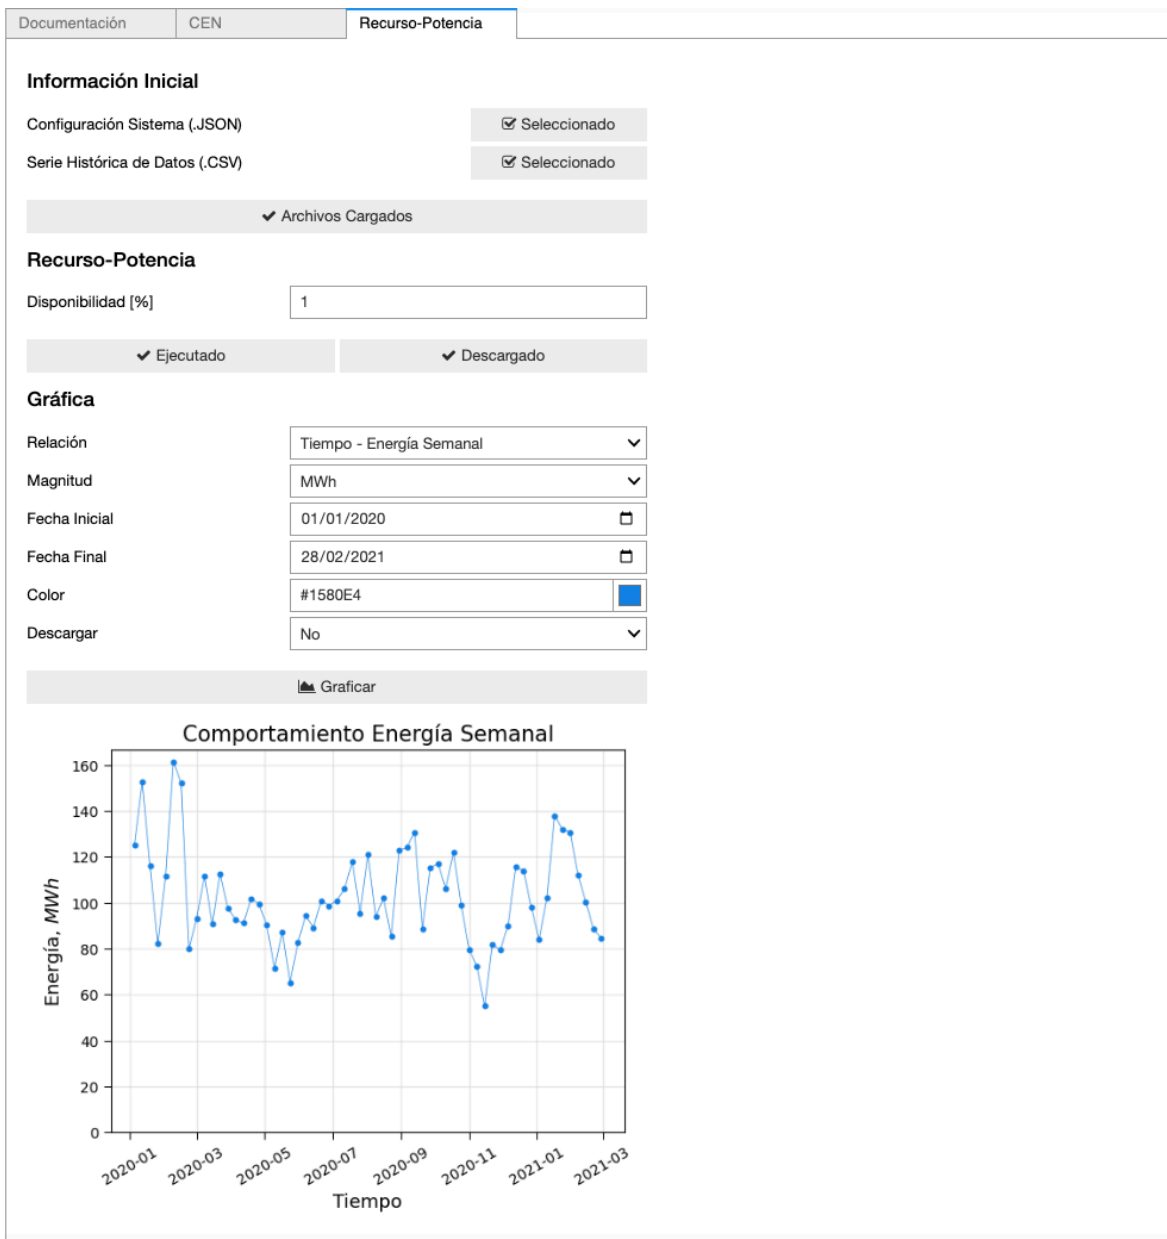 Documentación CEN Recurso-Potencia
Información Inicial
Configuración Sistema (.JSON) Seleccionado
Serie Histórica de Datos (.CSV) Seleccionado
Archivos Cargados
Recurso-Potencia
Disponibilidad [%] 1
Ejecutado Descargado
Gráfica
Relación Tiempo - Energía Semanal
Magnitud MWh
Fecha Inicial 01/01/2020
Fecha Final 28/02/2021
Color #1580E4
Descargar No
Graficar
Comportamiento Energía Semanal
160
140
120
100
80
60
40
20
0
Energía, MWh
2020-01 2020-03 2020-05 2020-07 2020-09 2020-11 2021-01 2021-03
Tiempo